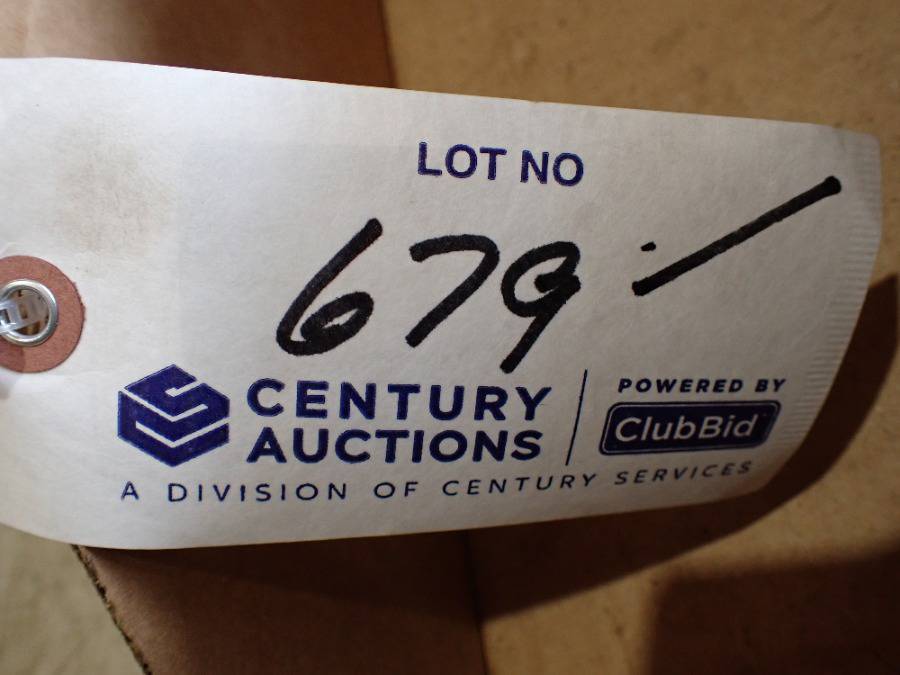 LOT NO
679 -
CENTURY
AUCTIONS
POWERED BY
ClubBid
A DIVISION OF CENTURY SERVICES